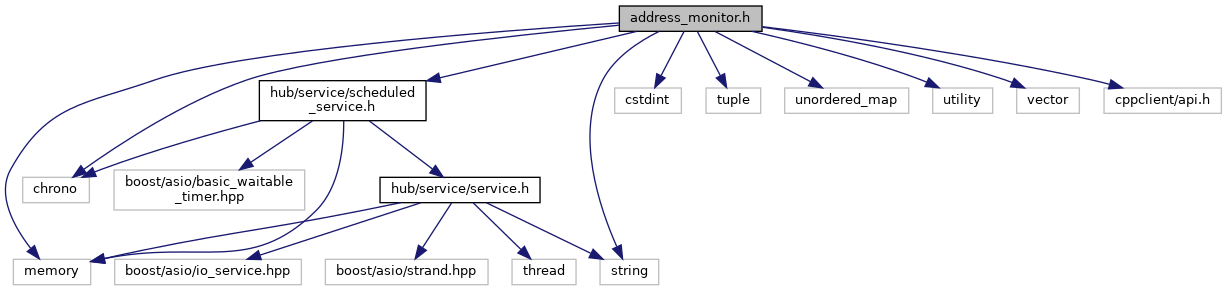 address_monitor.h
hub/service/scheduled
_service.h
cstdint
tuple
unordered_map
utility
vector
cppclient/api.h
chrono
boost/asio/basic_waitable
_timer.hpp
hub/service/service.h
memory
boost/asio/io_service.hpp
boost/asio/strand.hpp
thread
string